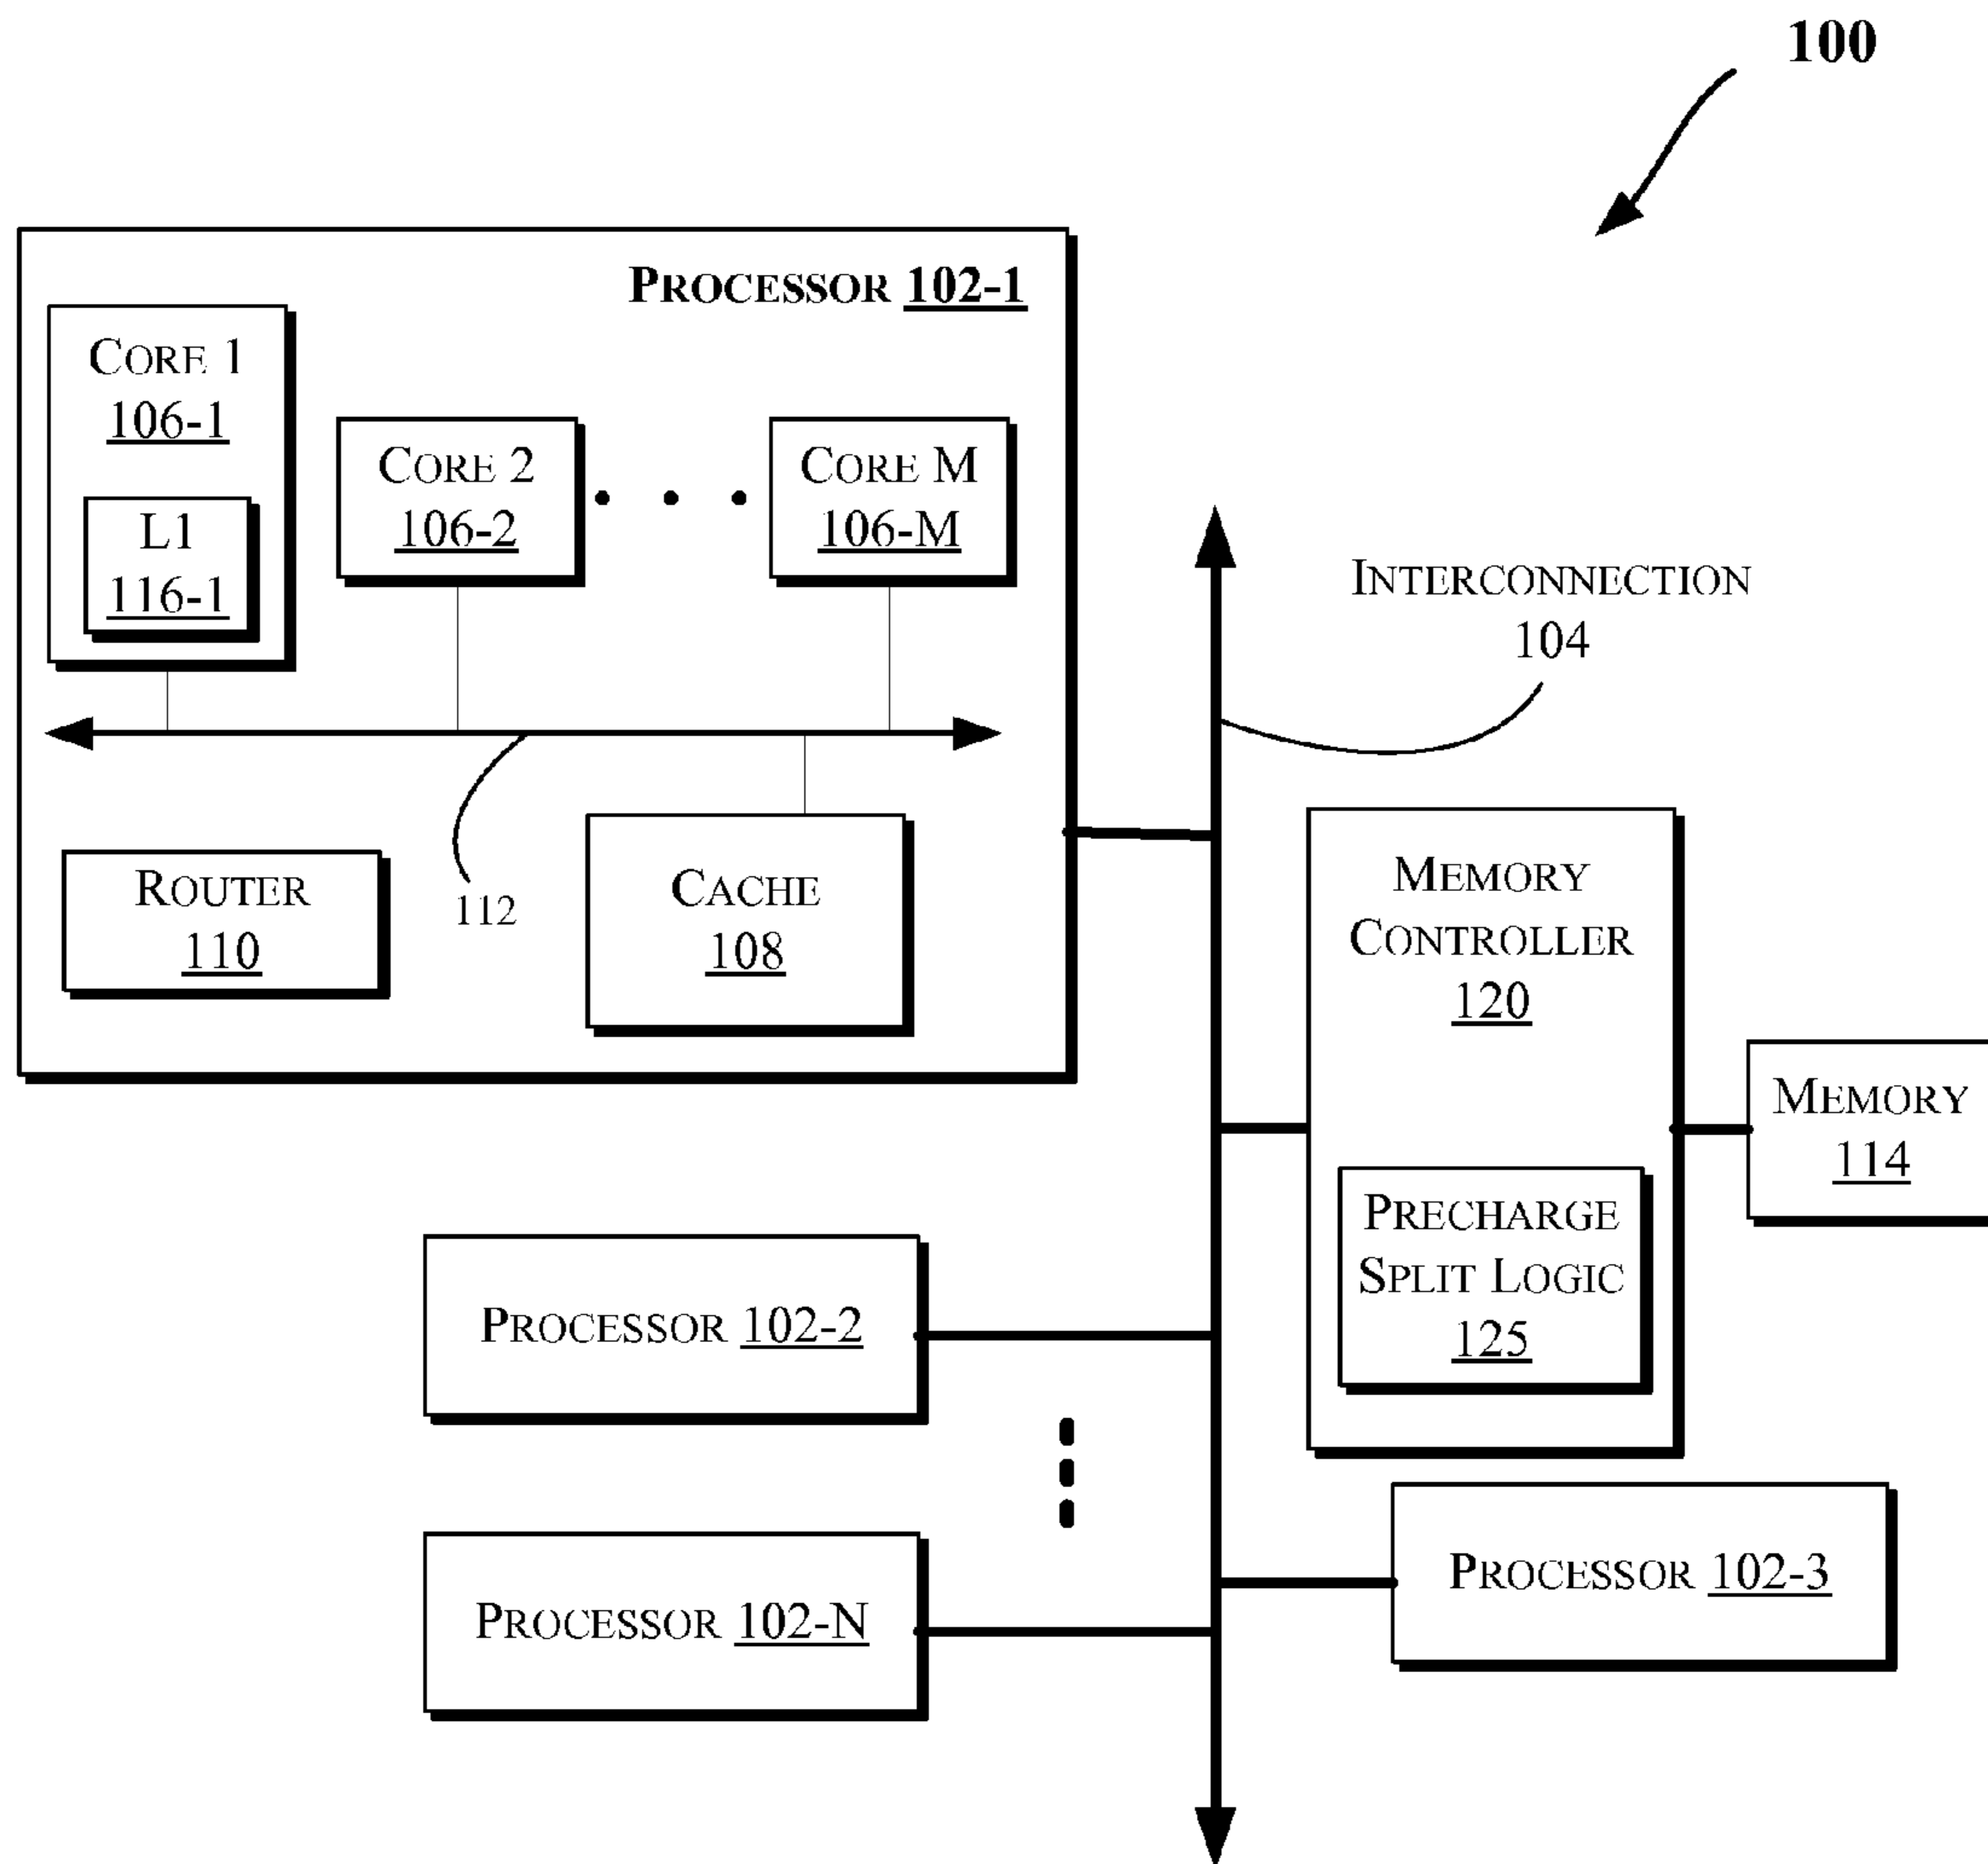 100
PROCESSOR 102-1
CORE 1
106-1
L1
116-1
CORE 2
106-2
CORE M
106-M
112
ROUTER
110
CACHE
108
INTERCONNECTION
104
MEMORY
CONTROLLER
120
PRECHARGE
SPLIT LOGIC
125
MEMORY
114
PROCESSOR 102-2
PROCESSOR 102-N
PROCESSOR 102-3